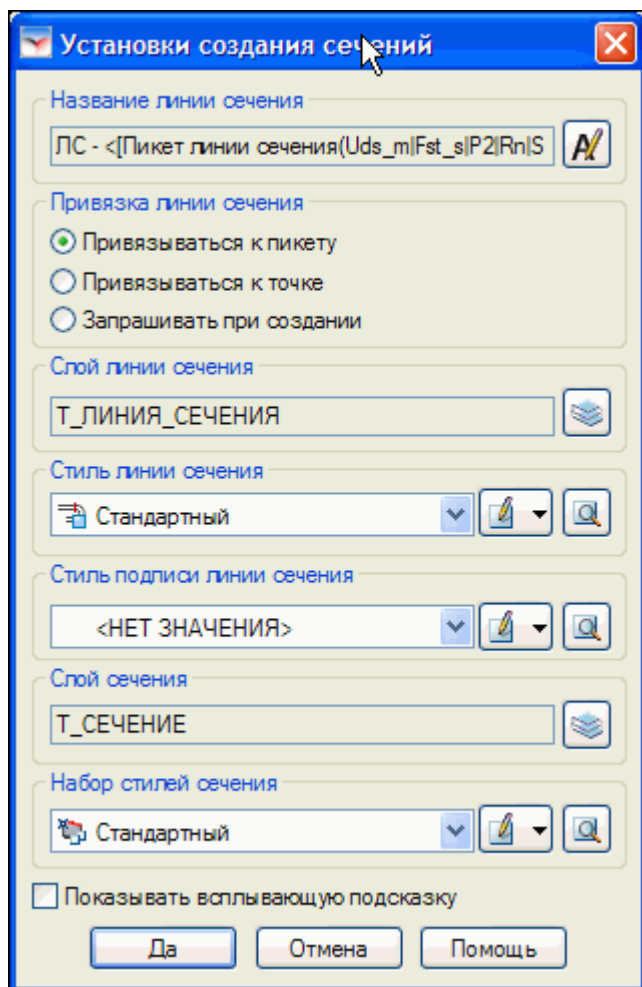 Установки создания сечений
Название линии сечения
ЛС - <[Пикет линии сечения(Uds_m|Fst_s|P2|Rn|S
Привязка линии сечения
Привязываться к пикету
Привязываться к точке
Запрашивать при создании
Слой линии сечения
Т_ЛИНИЯ_СЕЧЕНИЯ
Стиль линии сечения
Стандартный
Стиль подписи линии сечения
<НЕТ ЗНАЧЕНИЯ>
Слой сечения
Т_СЕЧЕНИЕ
Набор стилей сечения
Стандартный
Показывать всплывающую подсказку
Да Отмена Помощь